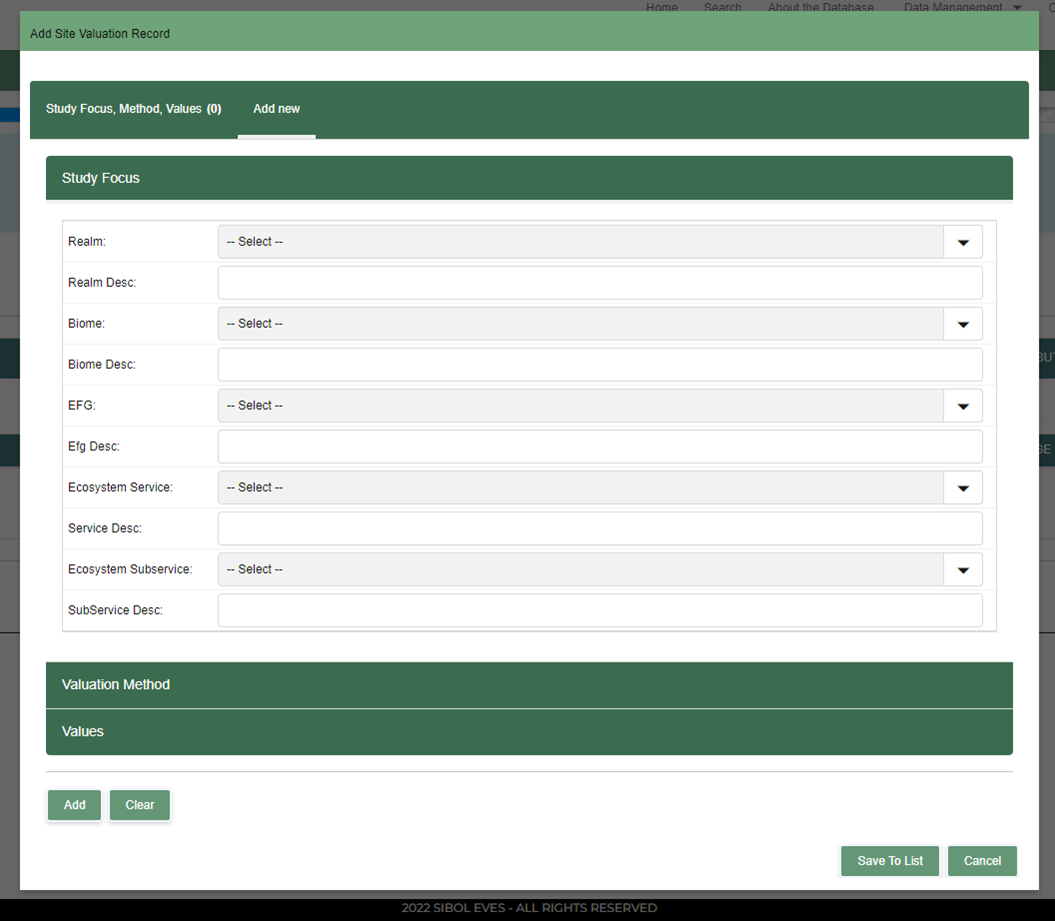 Home Search About the Database Data Management
Add Site Valuation Record
Study Focus, Method, Values (0) Add new
Study Focus
Realm: -- Select --
Realm Desc:
Biome: -- Select --
Biome Desc:
EFG: -- Select --
Efg Desc:
Ecosystem Service: -- Select --
Service Desc:
Ecosystem Subservice: -- Select --
SubService Desc:
Valuation Method
Values
Add Clear
Save To List Cancel
2022 SIBOL EVES - ALL RIGHTS RESERVED